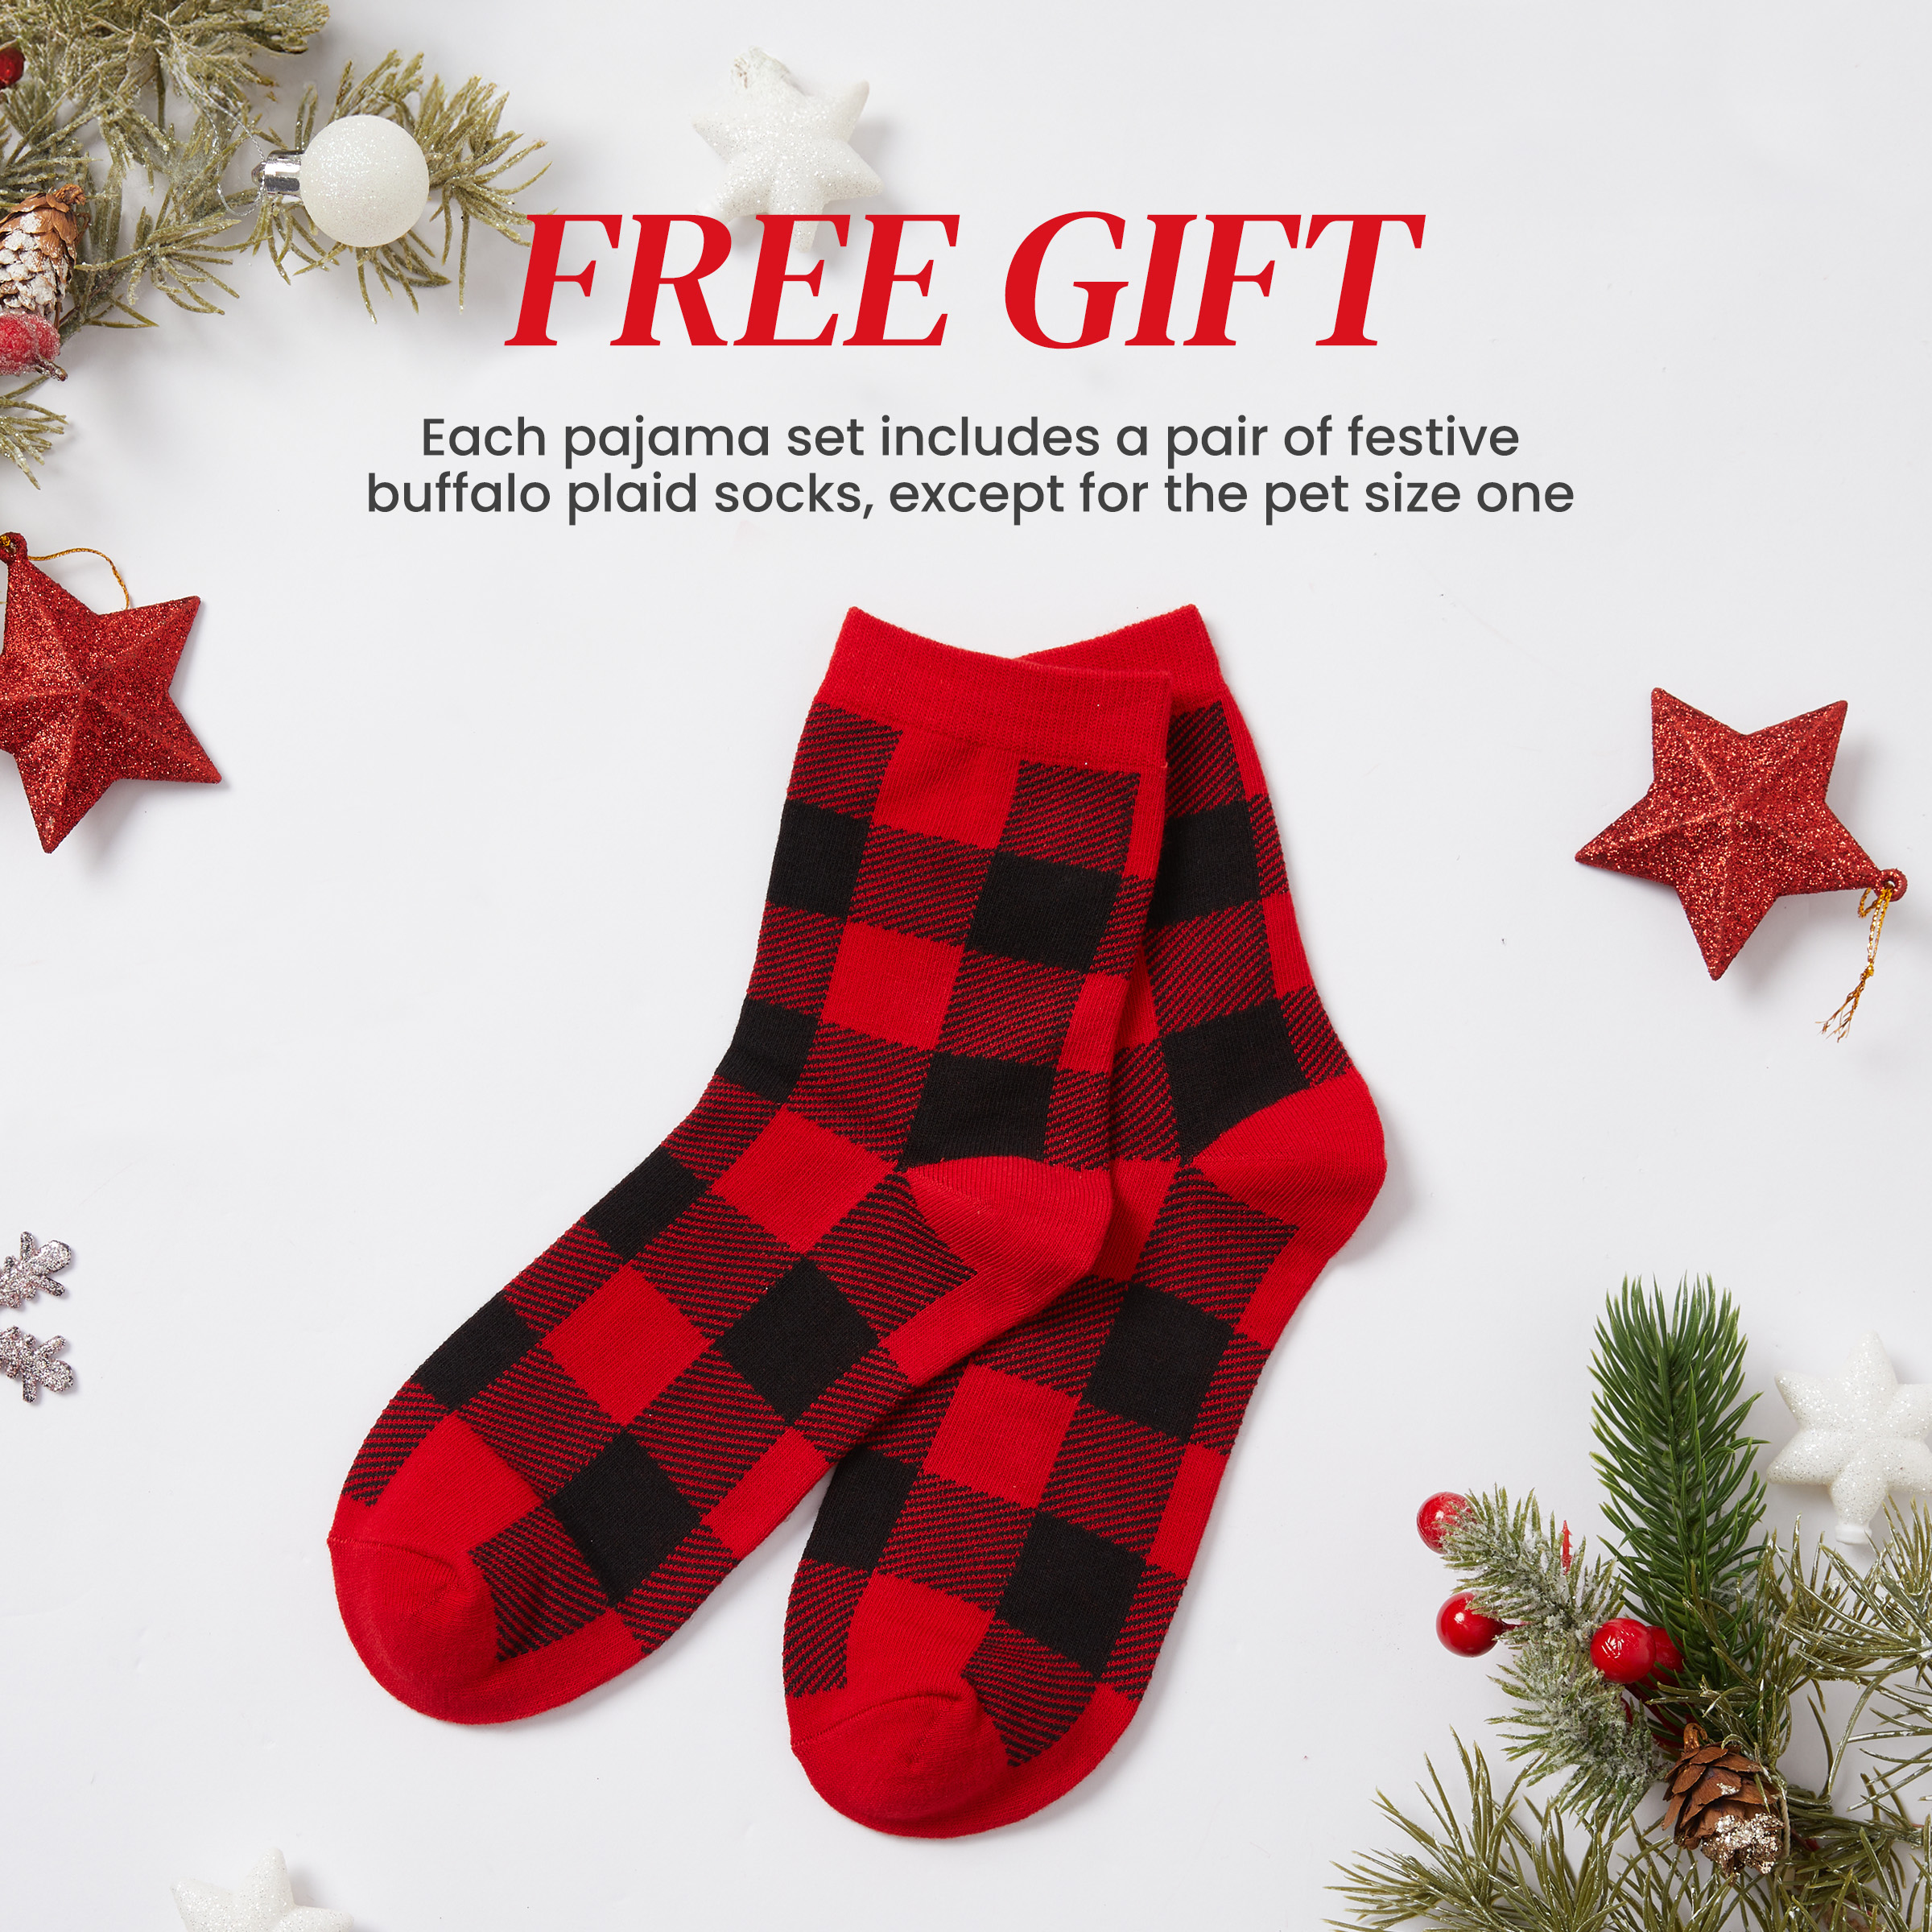 FREE GIFT
Each pajama set includes a pair of festive
buffalo plaid socks, except for the pet size one